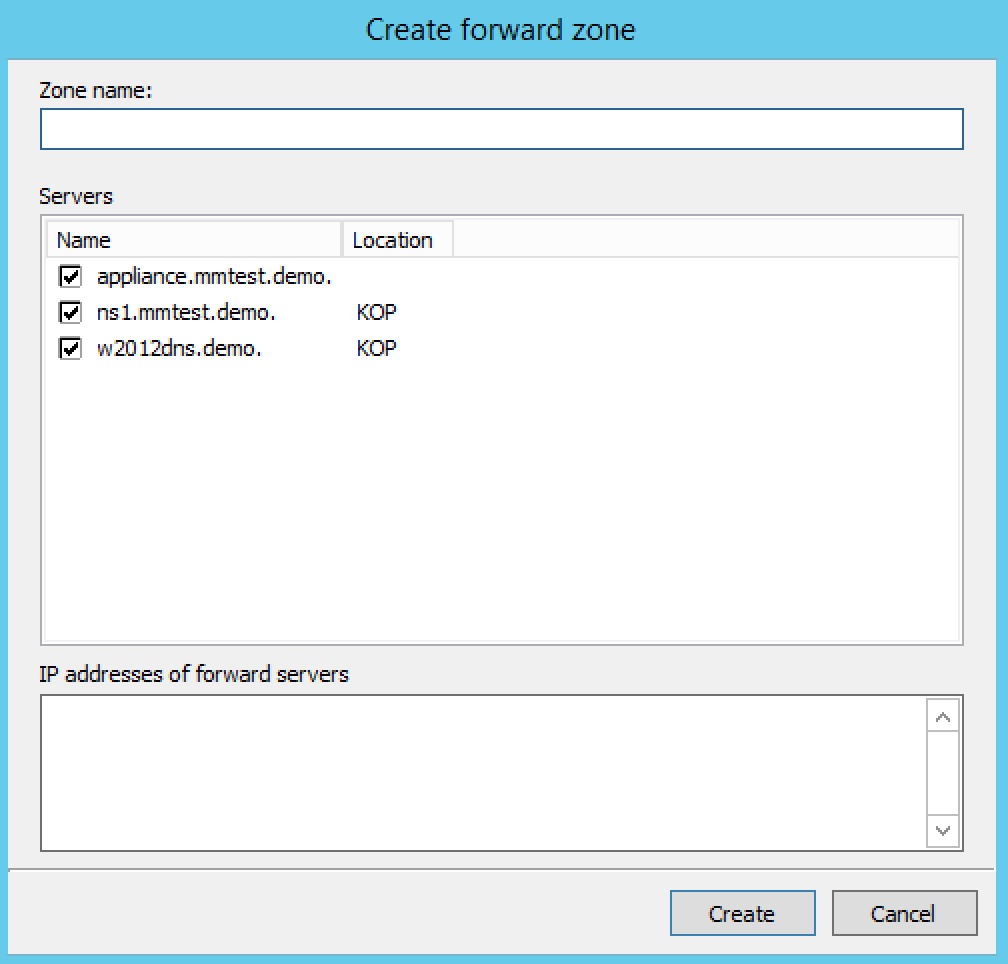 Create forward zone
Zone name:
Servers
Name Location
appliance.mmtest.demo.
ns1.mmtest.demo. KOP
w2012dns.demo. KOP
IP addresses of forward servers
Create Cancel